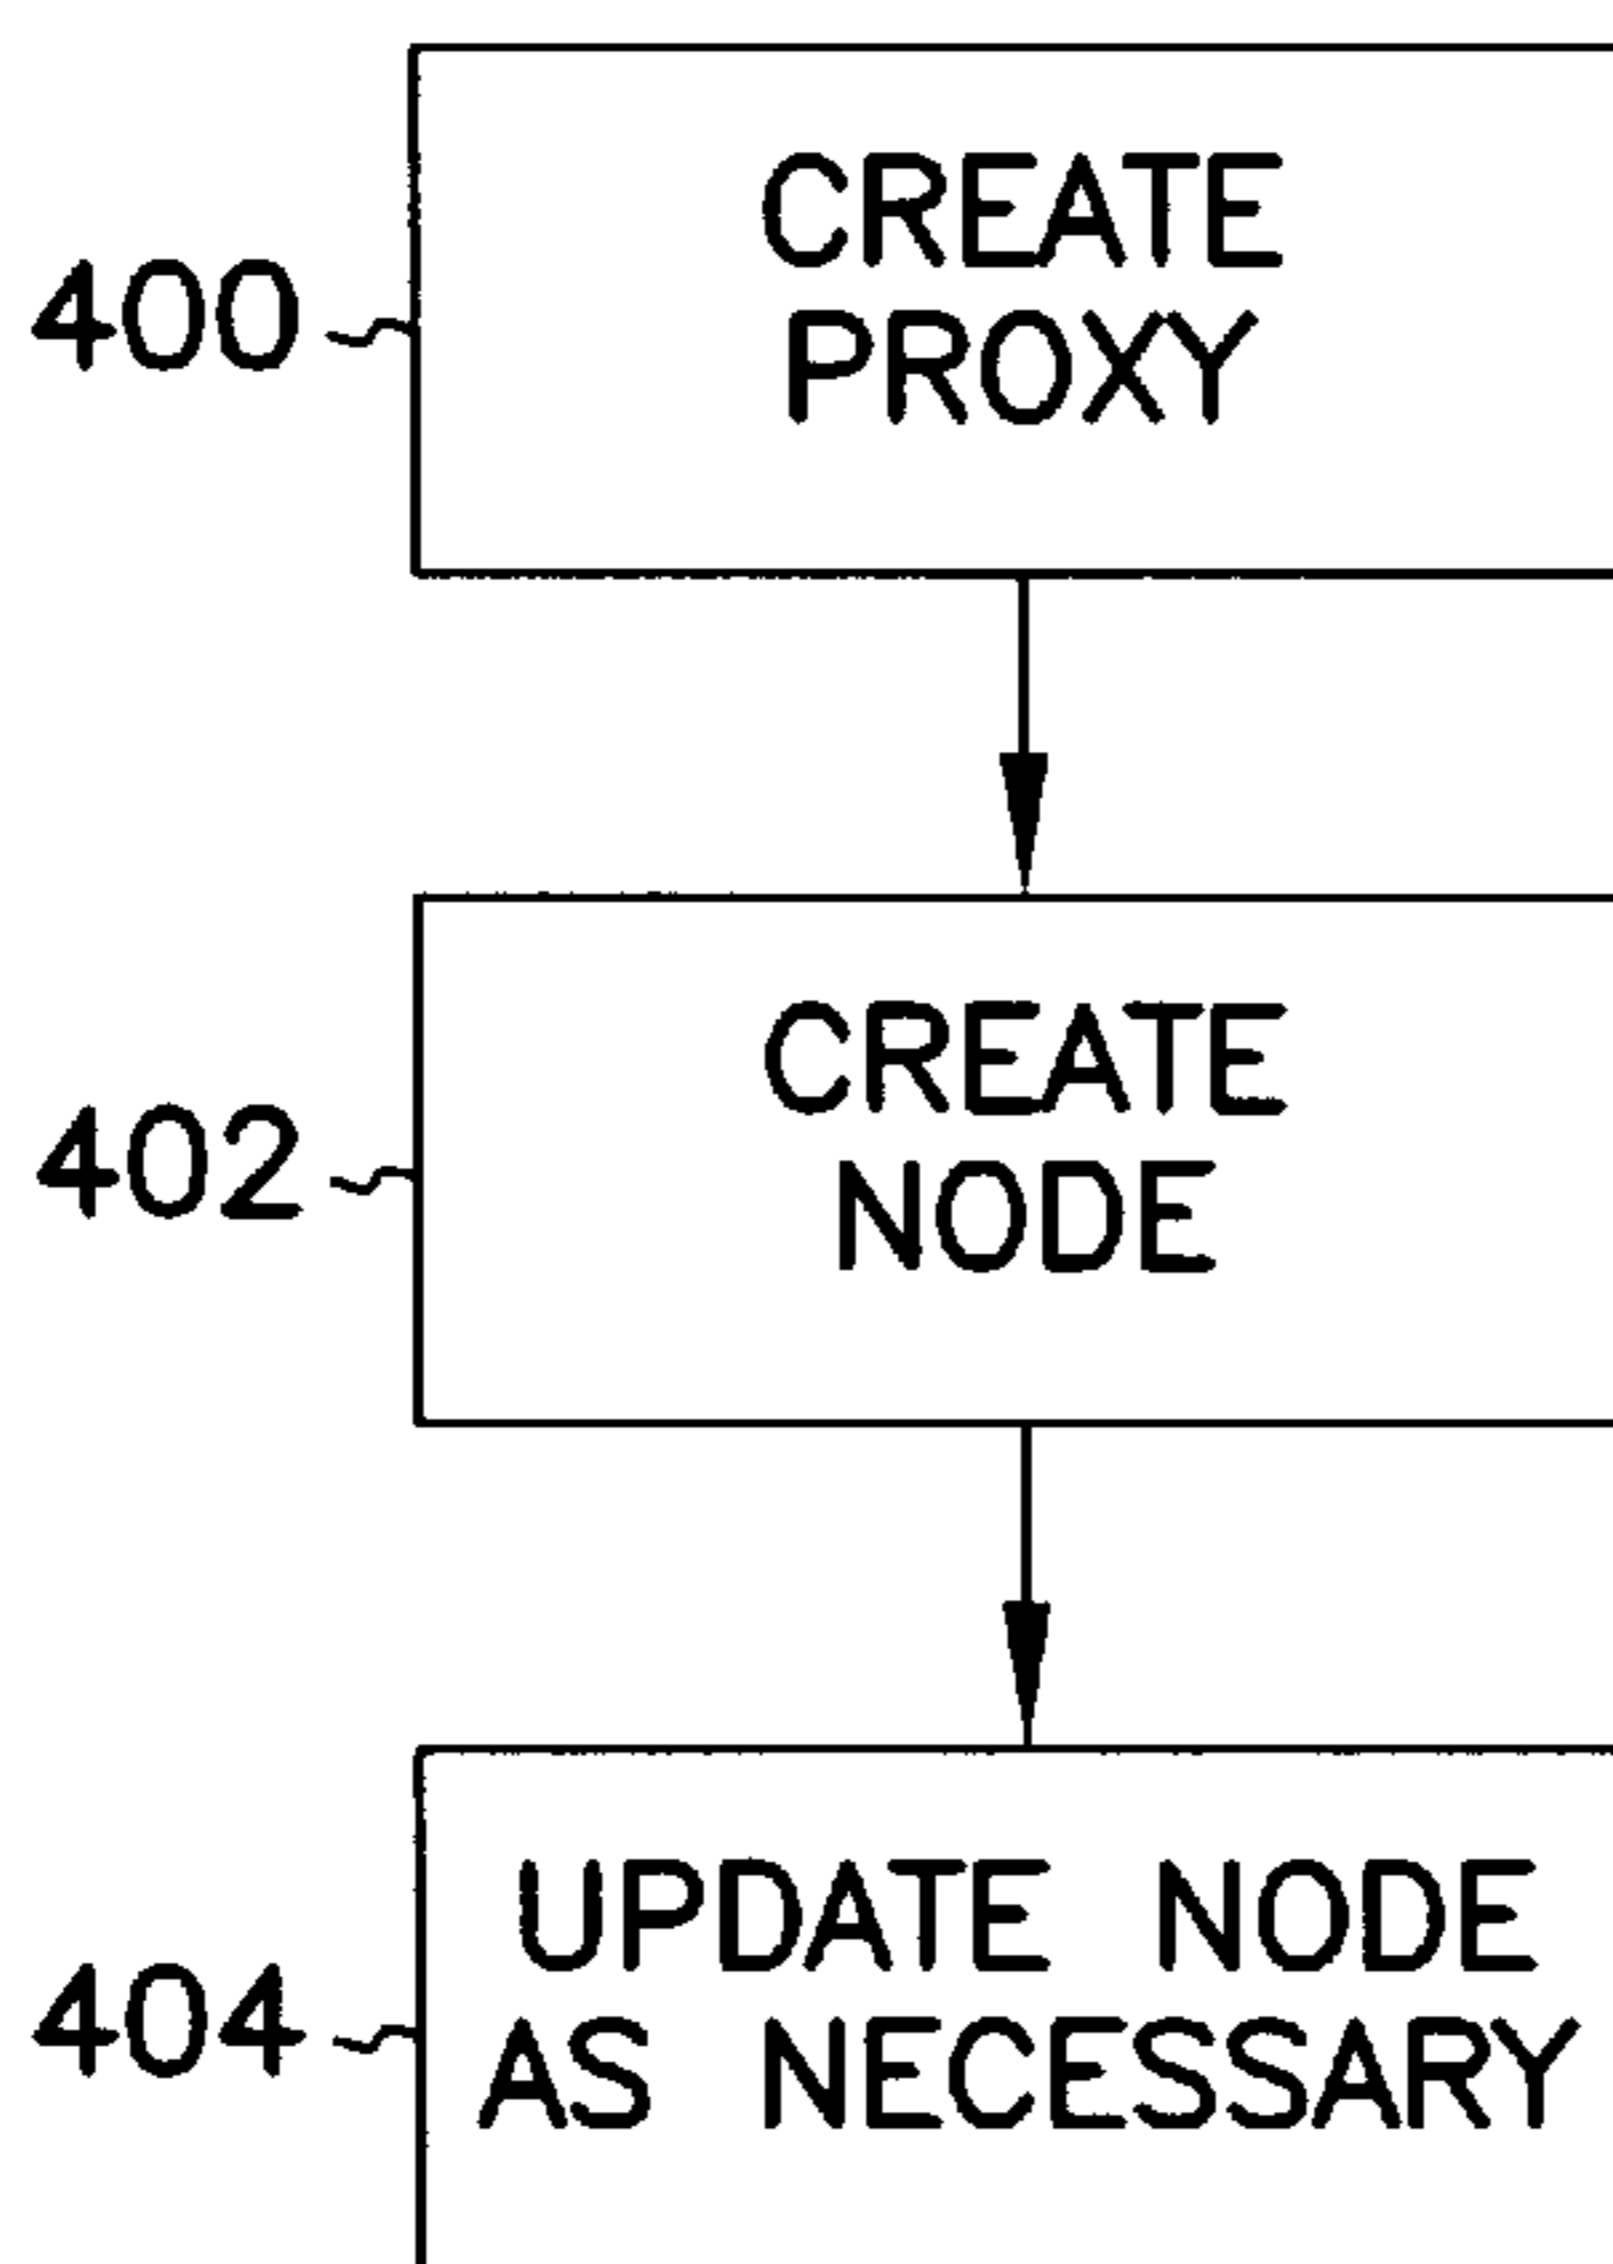 CREATE
PROXY
400
CREATE
NODE
402
UPDATE NODE
AS NECESSARY
404